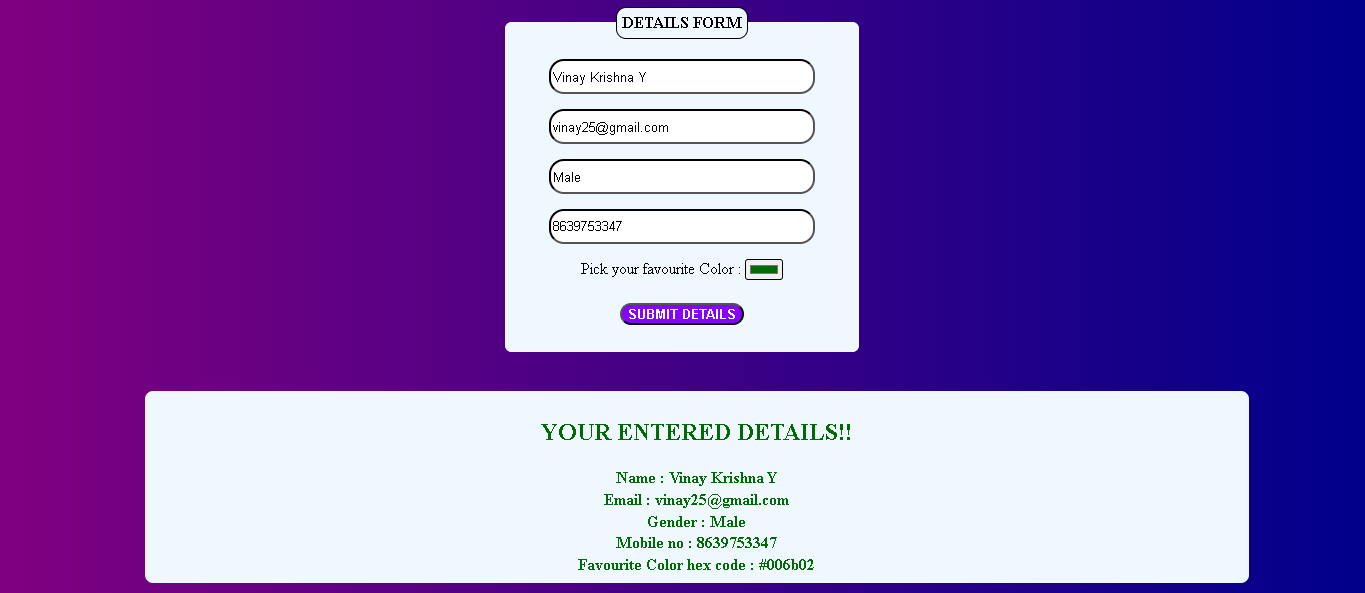 DETAILS FORM
Vinay Krishna Y
vinay25@gmail.com
Male
8639753347
Pick your favourite Color :
SUBMIT DETAILS
YOUR ENTERED DETAILS!!
Name : Vinay Krishna Y
Email : vinay25@gmail.com
Gender : Male
Mobile no : 8639753347
Favourite Color hex code : #006b02